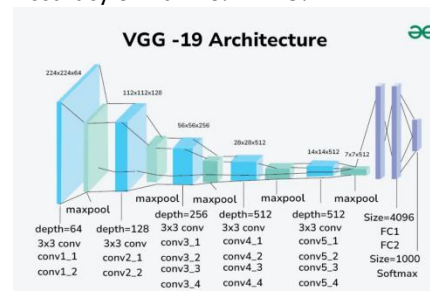 VGG -19 Architecture
224x224x64
112x112x128
56x56x256
28x28x512
14x14x512
7x7x512
maxpool
maxpool
maxpool
maxpool
maxpool
depth=64
3x3 conv
conv1_1
conv1_2
depth=128
3x3 conv
conv2_1
conv2_2
depth=256
3x3 conv
conv3_1
conv3_2
conv3_3
conv3_4
depth=512
3x3 conv
conv4_1
conv4_2
conv4_3
conv4_4
depth=512
3x3 conv
conv5_1
conv5_2
conv5_3
conv5_4
Size=4096
FC1
FC2
Size=1000
Softmax